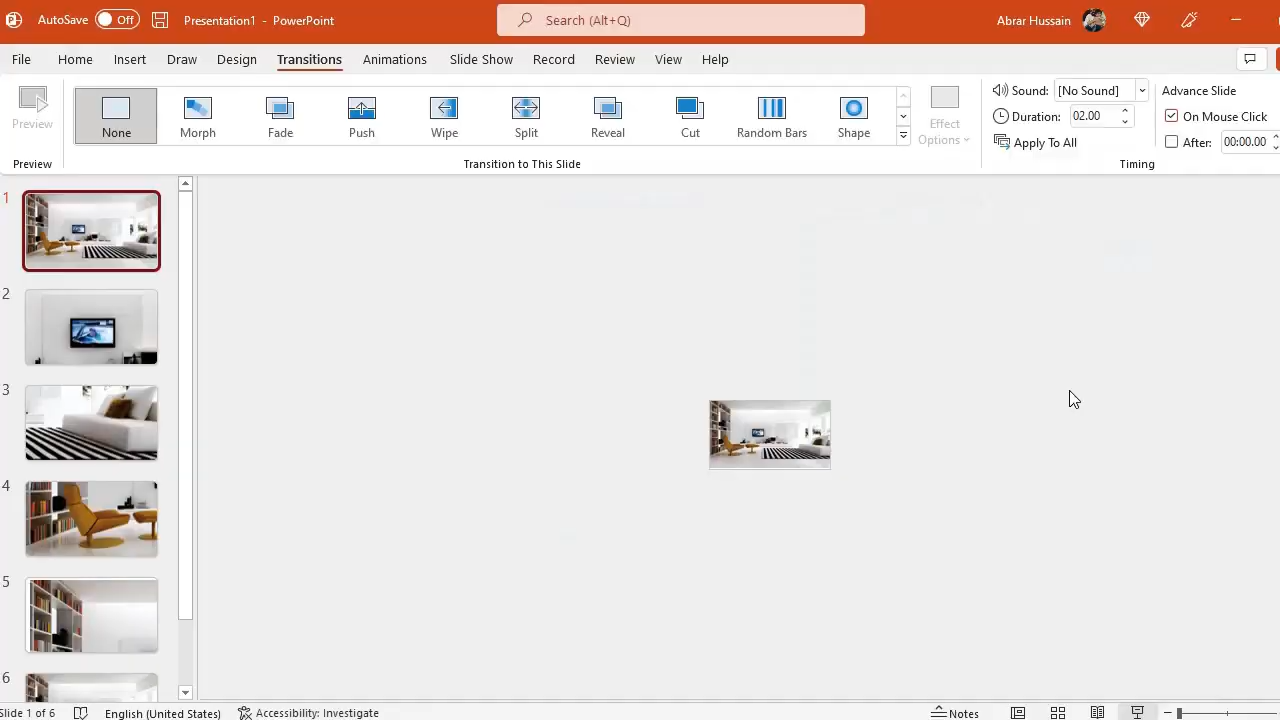 AutoSave Off Presentation1 - PowerPoint Search (Alt+Q) Abrar Hussain
File Home Insert Draw Design Transitions Animations Slide Show Record Review View Help
Preview None Morph Fade Push Wipe Split Reveal Cut Random Bars Shape Effect Options
Sound: [No Sound] Advance Slide
Duration: 02.00 On Mouse Click
Apply To All After: 00:00.00
Preview Transition to This Slide Timing
1
2
3
4
5
6
Slide 1 of 6 English (United States) Accessibility: Investigate Notes